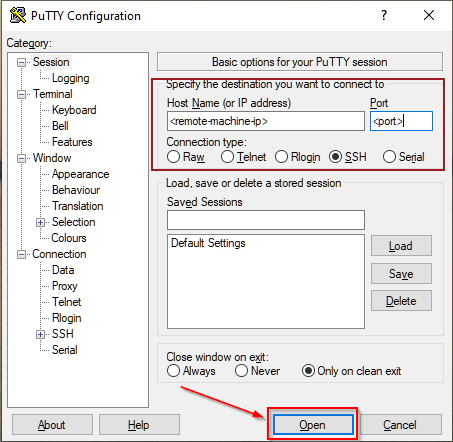 PuTTY Configuration
Category:
Session
Logging
Terminal
Keyboard
Bell
Features
Window
Appearance
Behaviour
Translation
Selection
Colours
Connection
Data
Proxy
Telnet
Rlogin
SSH
Serial
Basic options for your PuTTY session
Specify the destination you want to connect to
Host Name (or IP address) Port
<remote-machine-ip> <port>
Connection type:
Raw Telnet Rlogin SSH Serial
Load, save or delete a stored session
Saved Sessions
Default Settings
Load
Save
Delete
Close window on exit:
Always Never Only on clean exit
About Help Open Cancel